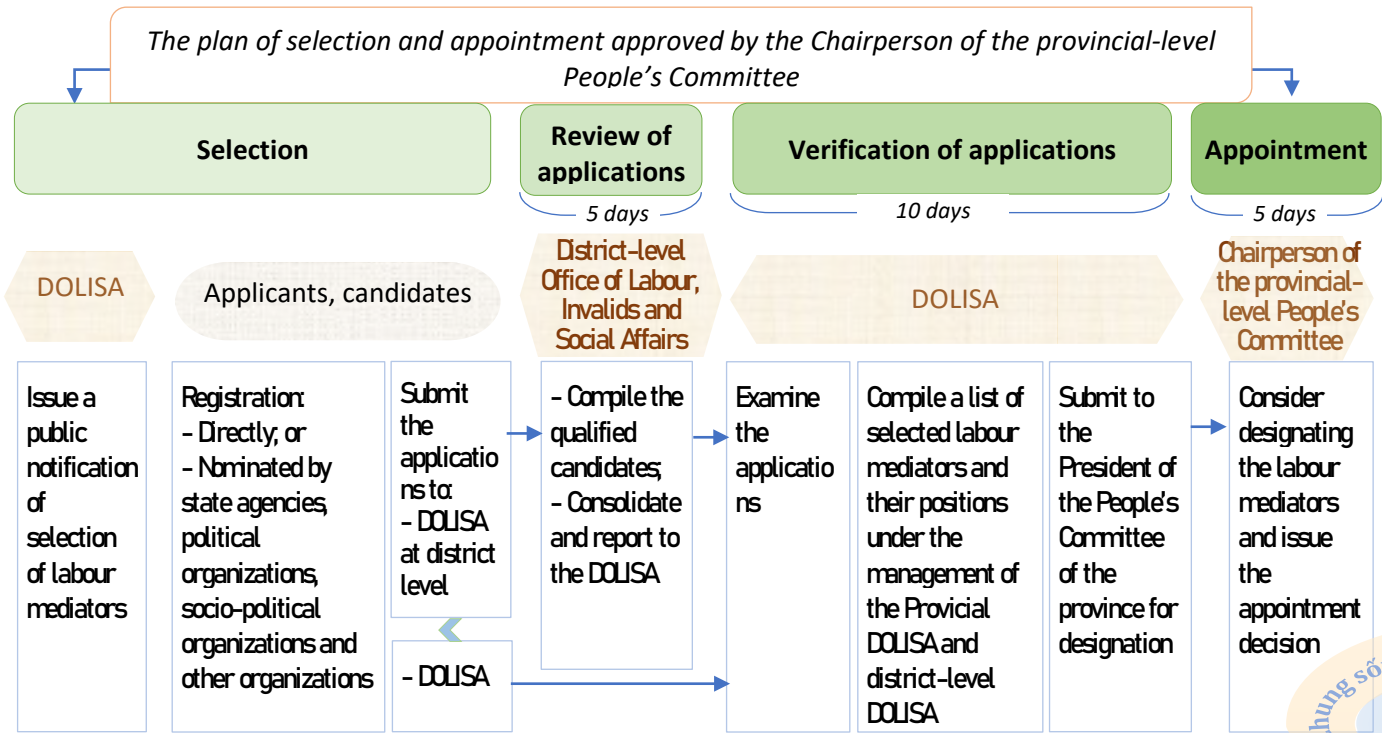 The plan of selection and appointment approved by the Chairperson of the provincial-level
People's Committee
Selection
Review of
applications
Verification of applications
Appointment
5 days
10 days
5 days
DOLISA
Applicants, candidates
District-level
Office of Labour,
Invalids and
Social Affairs
DOLISA
Chairperson of
the provincial-
level People's
Committee
Issue a
public
notification
of
selection
of labour
mediators
Registration:
- Directly; or
- Nominated by
state agencies,
political
organizations,
socio-political
organizations and
other organizations
Submit
the
applicatio
ns to:
- DOLISA
at district
level
- DOLISA
- Compile the
qualified
candidates;
- Consolidate
and report to
the DOLISA
Examine
the
applicatio
ns
Compile a list of
selected labour
mediators and
their positions
under the
management of
the Provicial
DOLISA and
district-level
DOLISA
Submit to
the
President of
the People's
Committee
of the
province for
designation
Consider
designating
the labour
mediators
and issue
the
appointment
decision